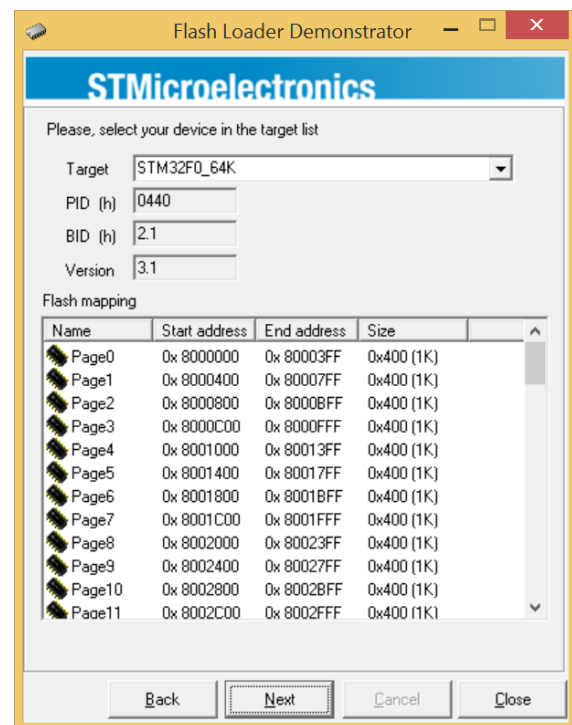 Flash Loader Demonstrator
STMicroelectronics
Please, select your device in the target list
Target STM32F0_64K
PID (h) 0440
BID (h) 2.1
Version 3.1
Flash mapping
Name Start address End address Size
Page0 0x 8000000 0x 80003FF 0x400 (1K)
Page1 0x 8000400 0x 80007FF 0x400 (1K)
Page2 0x 8000800 0x 8000BFF 0x400 (1K)
Page3 0x 8000C00 0x 8000FFF 0x400 (1K)
Page4 0x 8001000 0x 80013FF 0x400 (1K)
Page5 0x 8001400 0x 80017FF 0x400 (1K)
Page6 0x 8001800 0x 8001BFF 0x400 (1K)
Page7 0x 8001C00 0x 8001FFF 0x400 (1K)
Page8 0x 8002000 0x 80023FF 0x400 (1K)
Page9 0x 8002400 0x 80027FF 0x400 (1K)
Page10 0x 8002800 0x 8002BFF 0x400 (1K)
Page11 0x 8002C00 0x 8002FFF 0x400 (1K)
Back Next Cancel Close